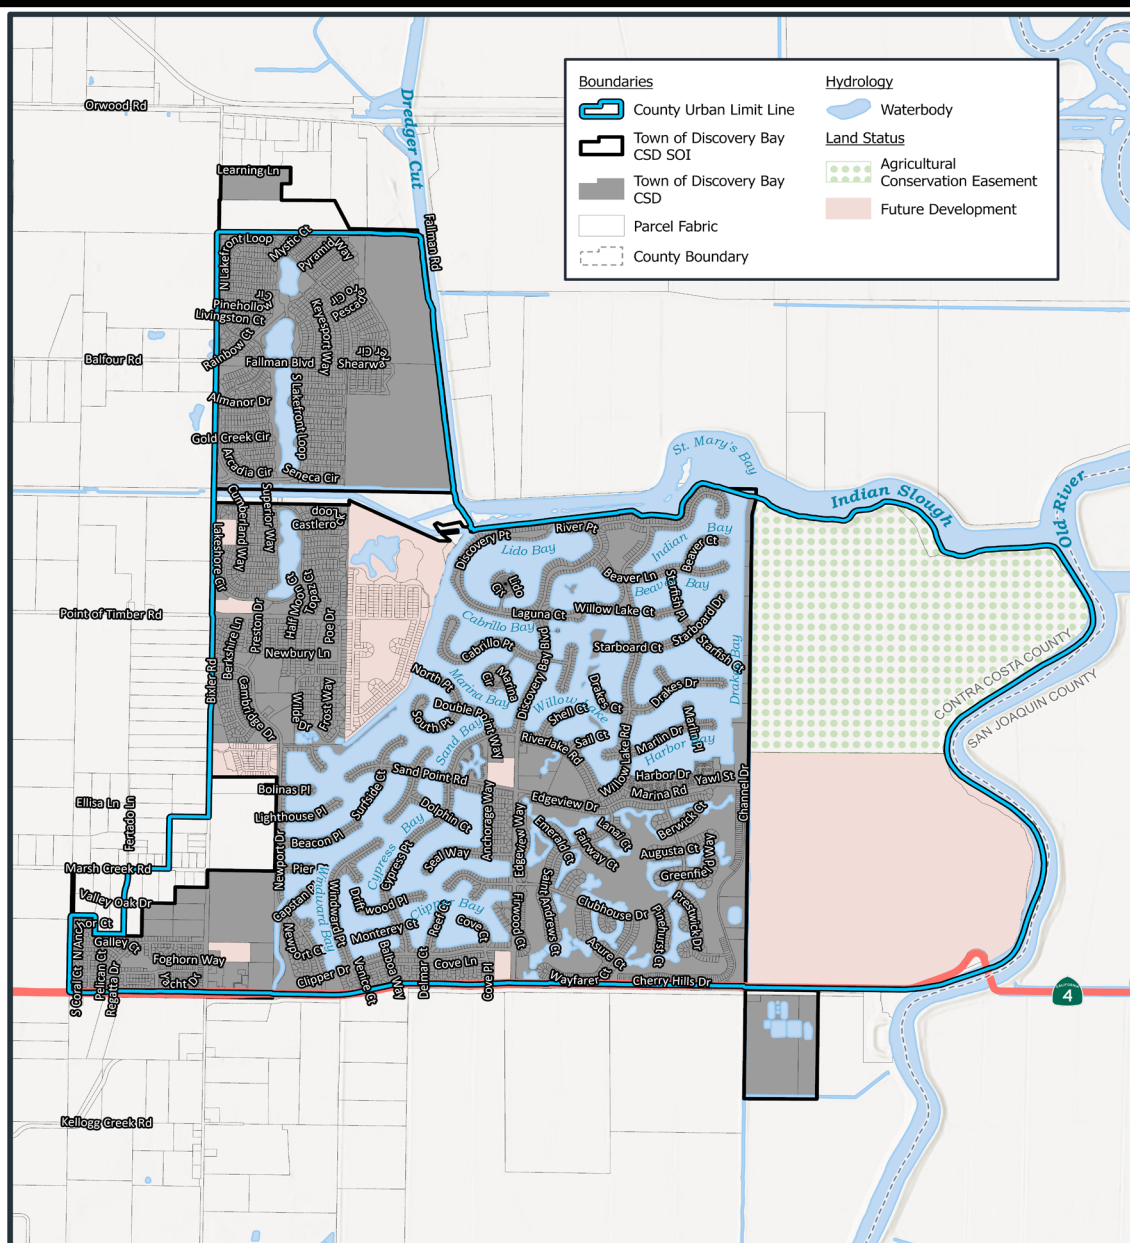 Boundaries
County Urban Limit Line
Town of Discovery Bay
CSD SOI
Town of Discovery Bay
CSD
Parcel Fabric
County Boundary
Hydrology
Waterbody
Land Status
Agricultural
Conservation Easement
Future Development
Orwood Rd
Dredger Cut
Learning Ln
Fallman Rd
N Lakefront Loop
Mystic Ct
Pyramid Way
Pinehollow Cir
Livingston Ct
Keyesport Way
Rainbow Ct
Balfour Rd
Fallman Blvd
Almanor Dr
S Lakefront Loop
Gold Creek Cir
Arcadia Cir
Seneca Cir
St. Mary's Bay
Indian Slough
Old River
Cumberland Way
Superior Way
Loop
Lakeshore Cir
Discovery Pt
River Pt
Lido Bay
Indian Bay
Beaver Ct
Beaver Ln
Beaver Bay
Lido Cir
Starfish Pl
Starboard Dr
Half Moon Ct
Topaz Ct
Poe Dr
Preston Dr
Berkshire Ln
Point of Timber Rd
Laguna Ct
Willow Lake Ct
Cabrillo Bay
Cabrillo Pt
Discovery Bay Blvd
Starboard Ct
Starfish Ct
Drakes Bay
Newbury Ln
Bixler Rd
Cambridge Dr
Frost Way
North Pt
Marina Cir
Marina Bay
Willow Lake
Drakes Ct
Drakes Dr
CONTRA COSTA COUNTY
SAN JOAQUIN COUNTY
Double Point Way
South Pt
Sand Bay
Shell Ct
Sail Ct
Marlin Dr
Marlin Pl
Harbor Bay
Riverlake Rd
Willow Lake Rd
Sand Point Rd
Harbor Dr
Yawl St
Marina Rd
Channel Dr
Bolinas Pl
Surfside Ct
Lighthouse Pl
Ellisa Ln
Fertado Ln
Dolphin Ct
Anchorage Way
Edgeview Dr
Edgeview Way
Emerald Ct
Fairway Ct
Lanai Ct
Berwick Ct
Beacon Pl
Newport Dr
Cypress Bay
Cypress Pt
Seal Way
Augusta Ct
Greenfield Way
Marsh Creek Rd
Pier
Valley Oak Dr
Windward Bay
Windward Pt
Driftwood Pl
Clipper Bay
Reef Ct
Cove Ct
Firwood Ct
Saint Andrews Ct
Clubhouse Dr
Pinehurst Ct
Prestwick Dr
Galley Ct
Newport Ct
Monterey Ct
Foghorn Way
Pelican Ct
Regatta Dr
S Coral Ct
Clipper Dr
Venice Ct
Balboa Way
Delmar Ct
Cove Ln
Cove Pl
Wayfarer Ct
Astre Ct
Cherry Hills Dr
CALIFORNIA
4
Kellogg Creek Rd